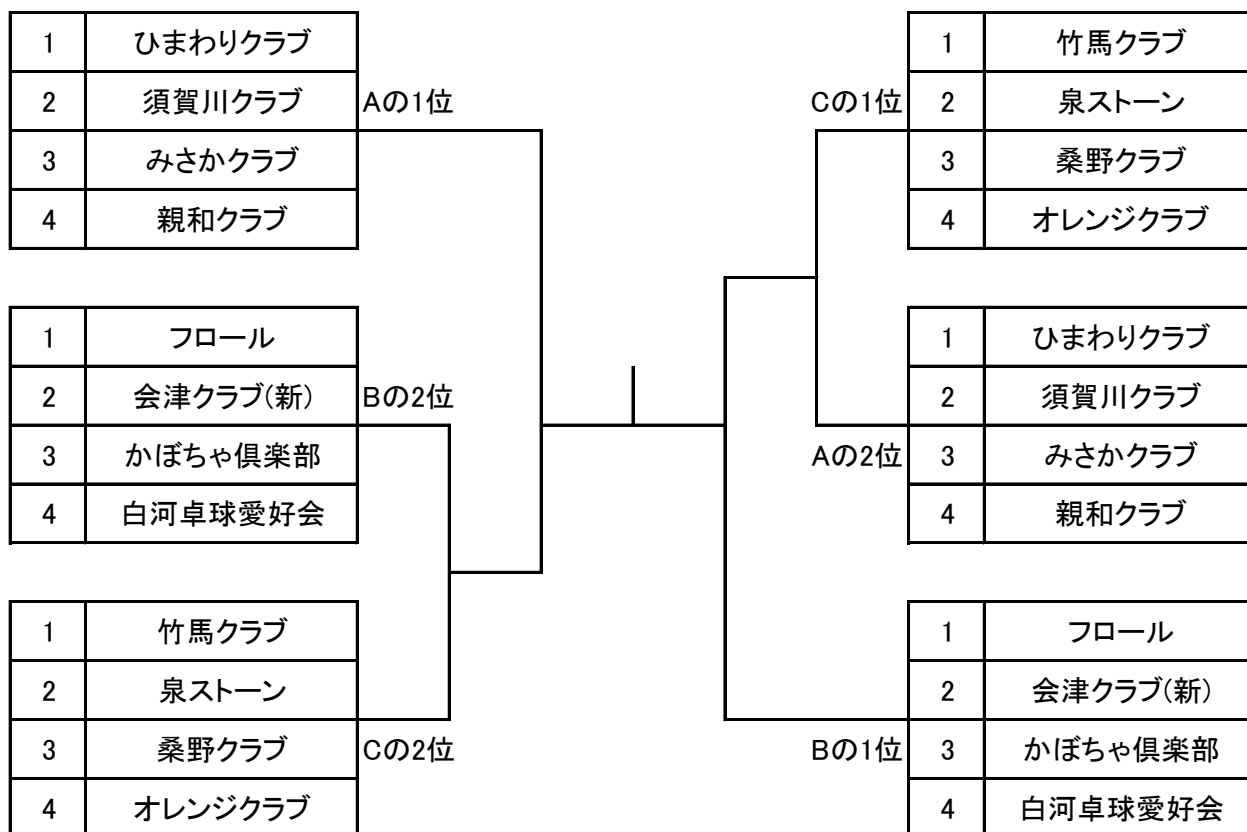 1 ひまわりクラブ
2 須賀川クラブ Aの1位
3 みさかクラブ
4 親和クラブ
1 フロール
2 会津クラブ(新) Bの2位
3 かぼちゃ倶楽部
4 白河卓球愛好会
1 竹馬クラブ
2 泉ストーン
3 桑野クラブ Cの2位
4 オレンジクラブ
1 竹馬クラブ
Cの1位 2 泉ストーン
3 桑野クラブ
4 オレンジクラブ
1 ひまわりクラブ
2 須賀川クラブ
Aの2位 3 みさかクラブ
4 親和クラブ
1 フロール
2 会津クラブ(新)
Bの1位 3 かぼちゃ倶楽部
4 白河卓球愛好会